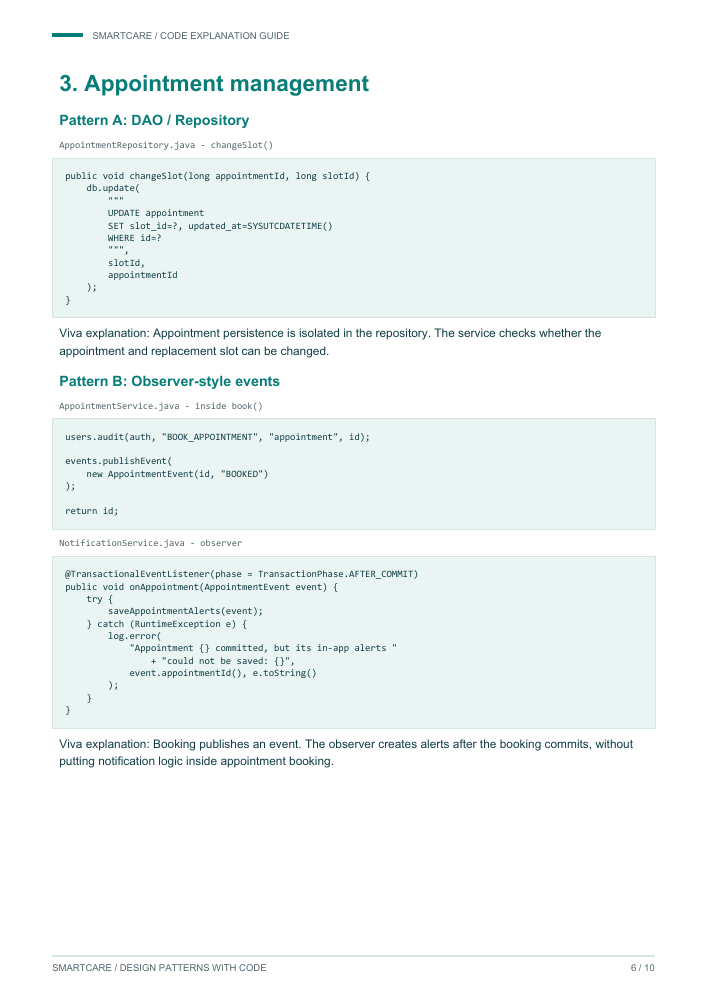 SMARTCARE / CODE EXPLANATION GUIDE
3. Appointment management
Pattern A: DAO / Repository
AppointmentRepository.java - changeSlot()
public void changeSlot(long appointmentId, long slotId) {
    db.update(
        """
        UPDATE appointment
        SET slot_id=?, updated_at=SYSUTCDATETIME()
        WHERE id=?
        """,
        slotId,
        appointmentId
    );
}
Viva explanation: Appointment persistence is isolated in the repository. The service checks whether the
appointment and replacement slot can be changed.
Pattern B: Observer-style events
AppointmentService.java - inside book()
users.audit(auth, "BOOK_APPOINTMENT", "appointment", id);
events.publishEvent(
    new AppointmentEvent(id, "BOOKED")
);
return id;
NotificationService.java - observer
@TransactionalEventListener(phase = TransactionPhase.AFTER_COMMIT)
public void onAppointment(AppointmentEvent event) {
    try {
        saveAppointmentAlerts(event);
    } catch (RuntimeException e) {
        log.error(
            "Appointment {} committed, but its in-app alerts "
                + "could not be saved: {}",
            event.appointmentId(), e.toString()
        );
    }
}
Viva explanation: Booking publishes an event. The observer creates alerts after the booking commits, without
putting notification logic inside appointment booking.
SMARTCARE / DESIGN PATTERNS WITH CODE
6 / 10